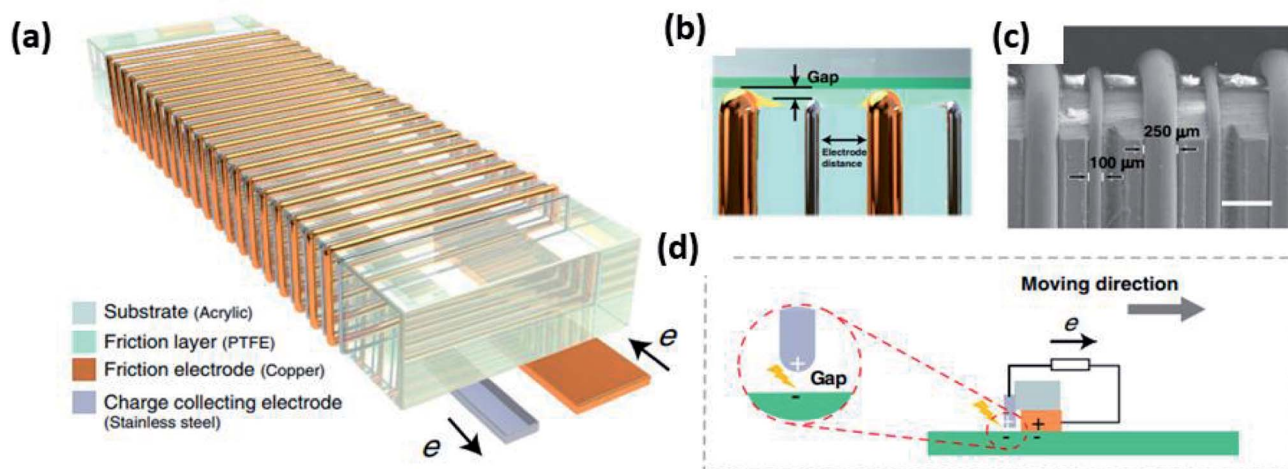 (a)
Substrate (Acrylic)
Friction layer (PTFE)
Friction electrode (Copper)
Charge collecting electrode
(Stainless steel)
e
e
(b)
Gap
Electrode
distance
(c)
250 μm
100 μm
(d)
Moving direction
e
+
Gap
-
+
- -